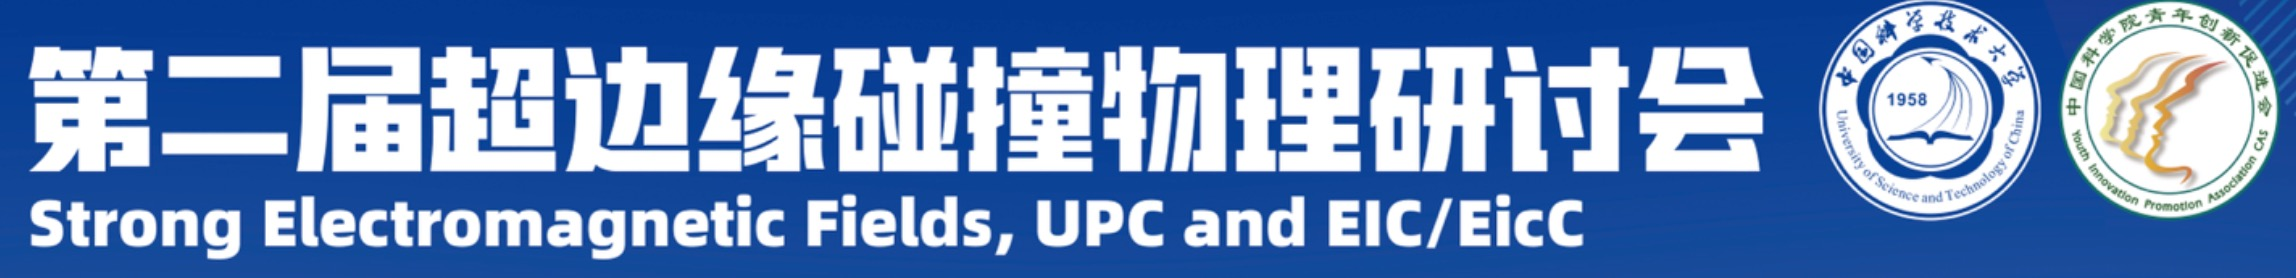 第二届超边缘碰撞物理研讨会
Strong Electromagnetic Fields, UPC and EIC/EicC
中国科学技术大学
1958
University of Science and Technology of China
中国科学院青年创新促进会
Youth Innovation Promotion Association CAS